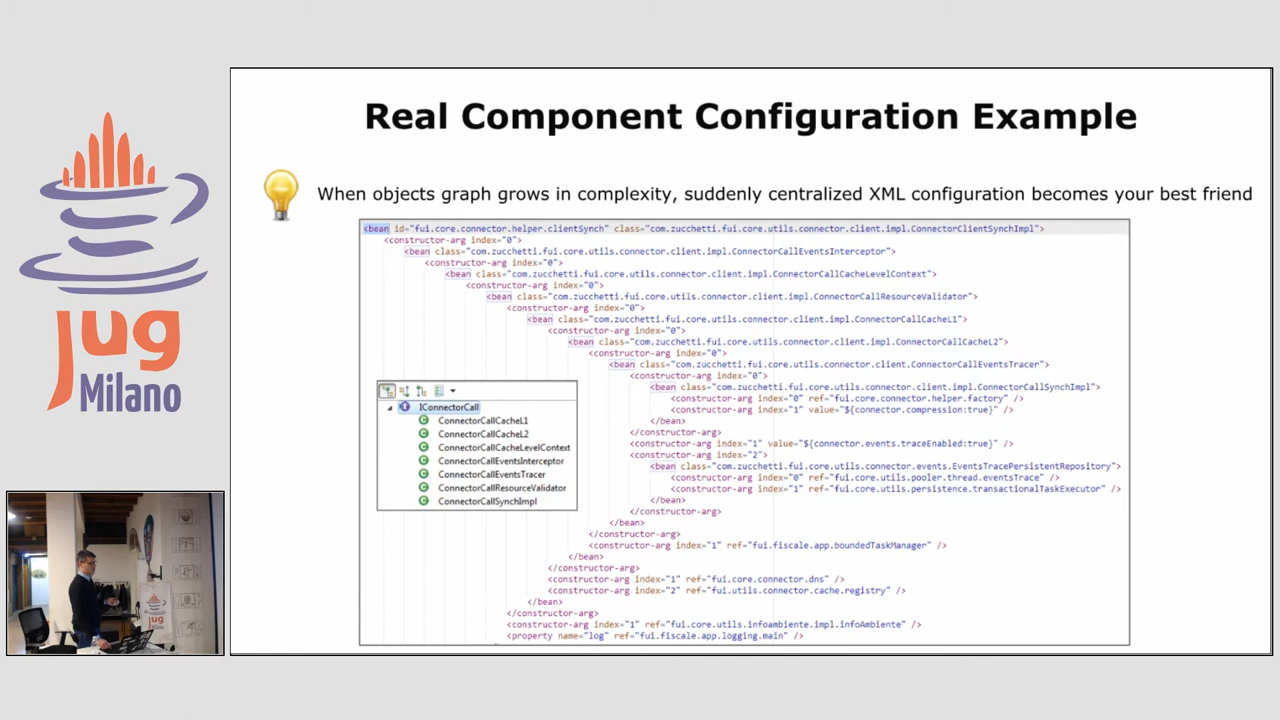 Real Component Configuration Example
When objects graph grows in complexity, suddenly centralized XML configuration becomes your best friend
<bean id="fui.core.connector.helper.clientSynch" class="com.zucchetti.fui.core.utils.connector.client.impl.ConnectorClientSynchImpl">
<constructor-arg index="0">
<bean class="com.zucchetti.fui.core.utils.connector.client.impl.ConnectorCallEventsInterceptor">
<constructor-arg index="0">
<bean class="com.zucchetti.fui.core.utils.connector.client.impl.ConnectorCallCacheLevelContext">
<constructor-arg index="0">
<bean class="com.zucchetti.fui.core.utils.connector.client.impl.ConnectorCallResourceValidator">
<constructor-arg index="0">
<bean class="com.zucchetti.fui.core.utils.connector.client.impl.ConnectorCallCacheL1">
<constructor-arg index="0">
<bean class="com.zucchetti.fui.core.utils.connector.client.impl.ConnectorCallCacheL2">
<constructor-arg index="0">
<bean class="com.zucchetti.fui.core.utils.connector.client.ConnectorCallEventsTracer">
<constructor-arg index="0">
<bean class="com.zucchetti.fui.core.utils.connector.client.impl.ConnectorCallSynchImpl">
<constructor-arg index="0" ref="fui.core.connector.helper.factory" />
<constructor-arg index="1" value="${connector.compression:true}" />
</bean>
</constructor-arg>
<constructor-arg index="1" value="${connector.events.traceEnabled:true}" />
<constructor-arg index="2">
<bean class="com.zucchetti.fui.core.utils.connector.events.EventsTracePersistentRepository">
<constructor-arg index="0" ref="fui.core.utils.pooler.thread.eventsTrace" />
<constructor-arg index="1" ref="fui.core.utils.persistence.transactionalTaskExecutor" />
</bean>
</constructor-arg>
</bean>
</constructor-arg>
<constructor-arg index="1" ref="fui.fiscale.app.boundedTaskManager" />
</bean>
</constructor-arg>
<constructor-arg index="1" ref="fui.core.connector.dns" />
<constructor-arg index="2" ref="fui.utils.connector.cache.registry" />
</bean>
</constructor-arg>
<constructor-arg index="1" ref="fui.core.utils.infoambiente.impl.infoAmbiente" />
<property name="log" ref="fui.fiscale.app.logging.main" />
IConnectorCall
ConnectorCallCacheL1
ConnectorCallCacheL2
ConnectorCallCacheLevelContext
ConnectorCallEventsInterceptor
ConnectorCallEventsTracer
ConnectorCallResourceValidator
ConnectorCallSynchImpl
jug
Milano
jug